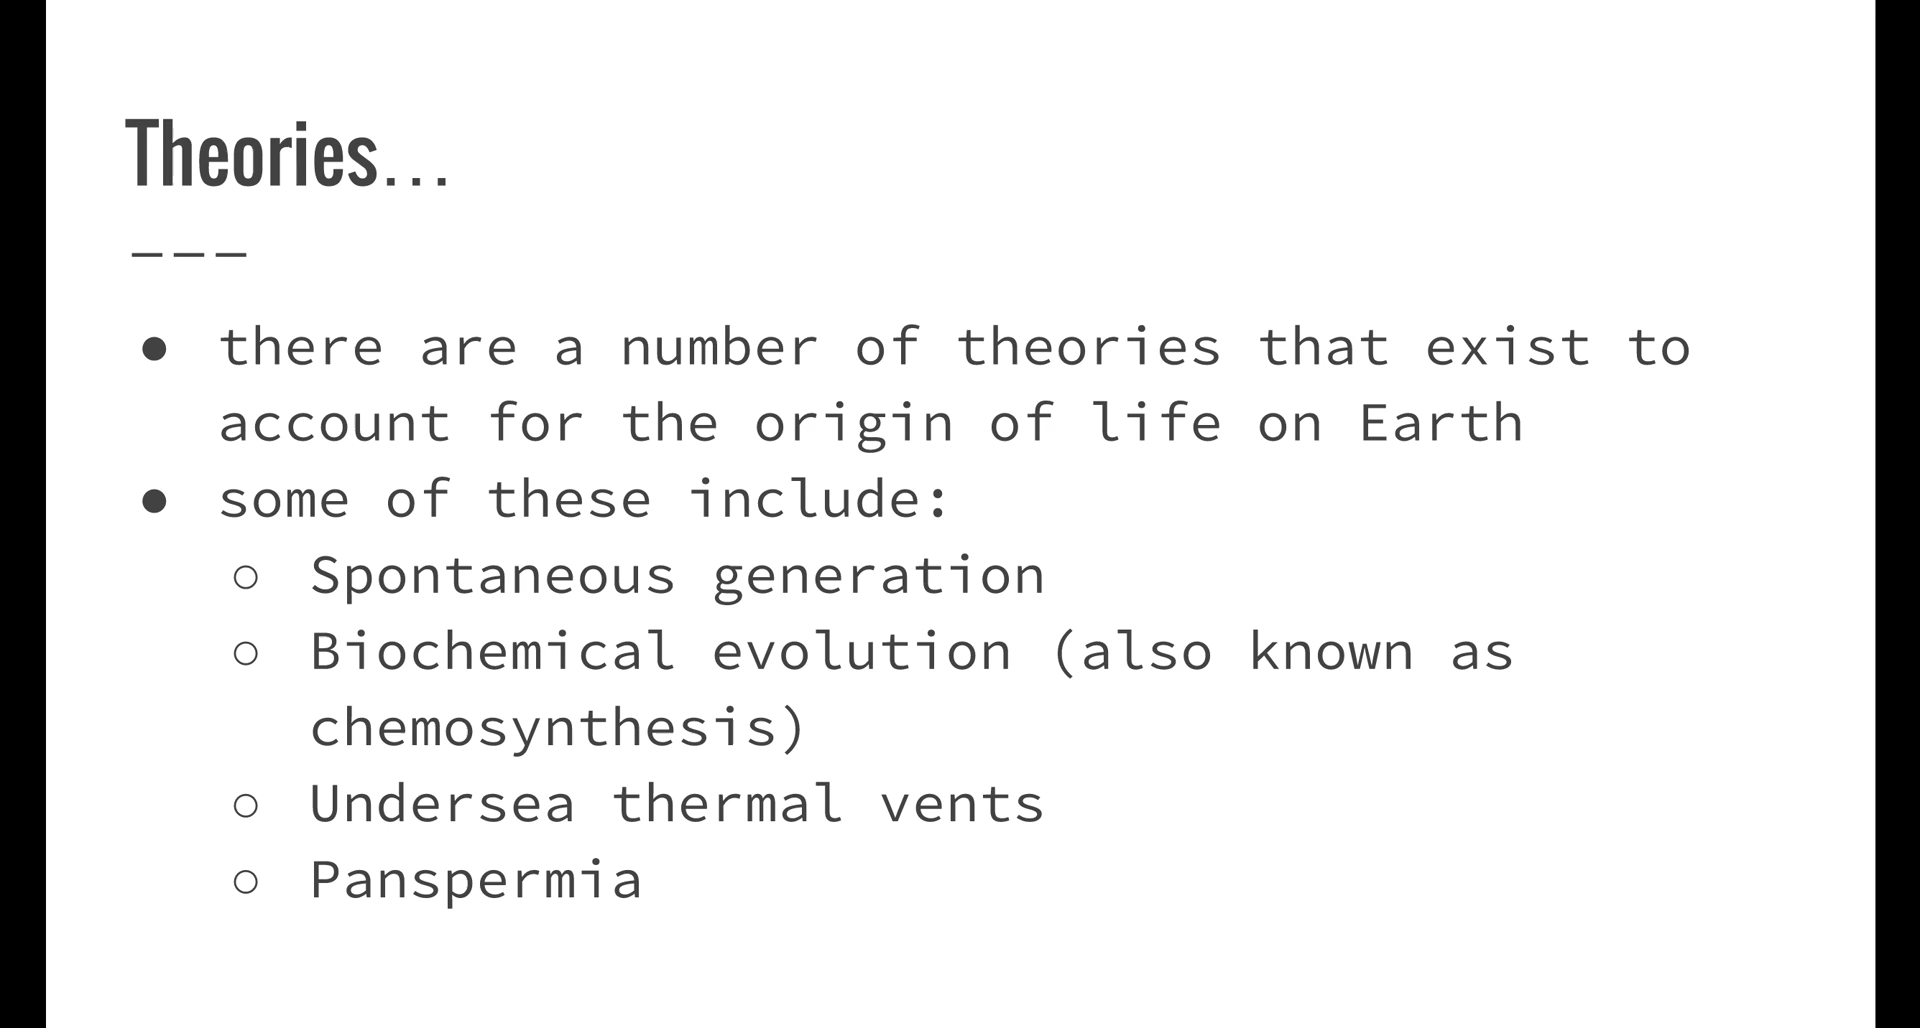 Theories...
---
● there are a number of theories that exist to
account for the origin of life on Earth
● some of these include:
○ Spontaneous generation
○ Biochemical evolution (also known as
chemosynthesis)
○ Undersea thermal vents
○ Panspermia